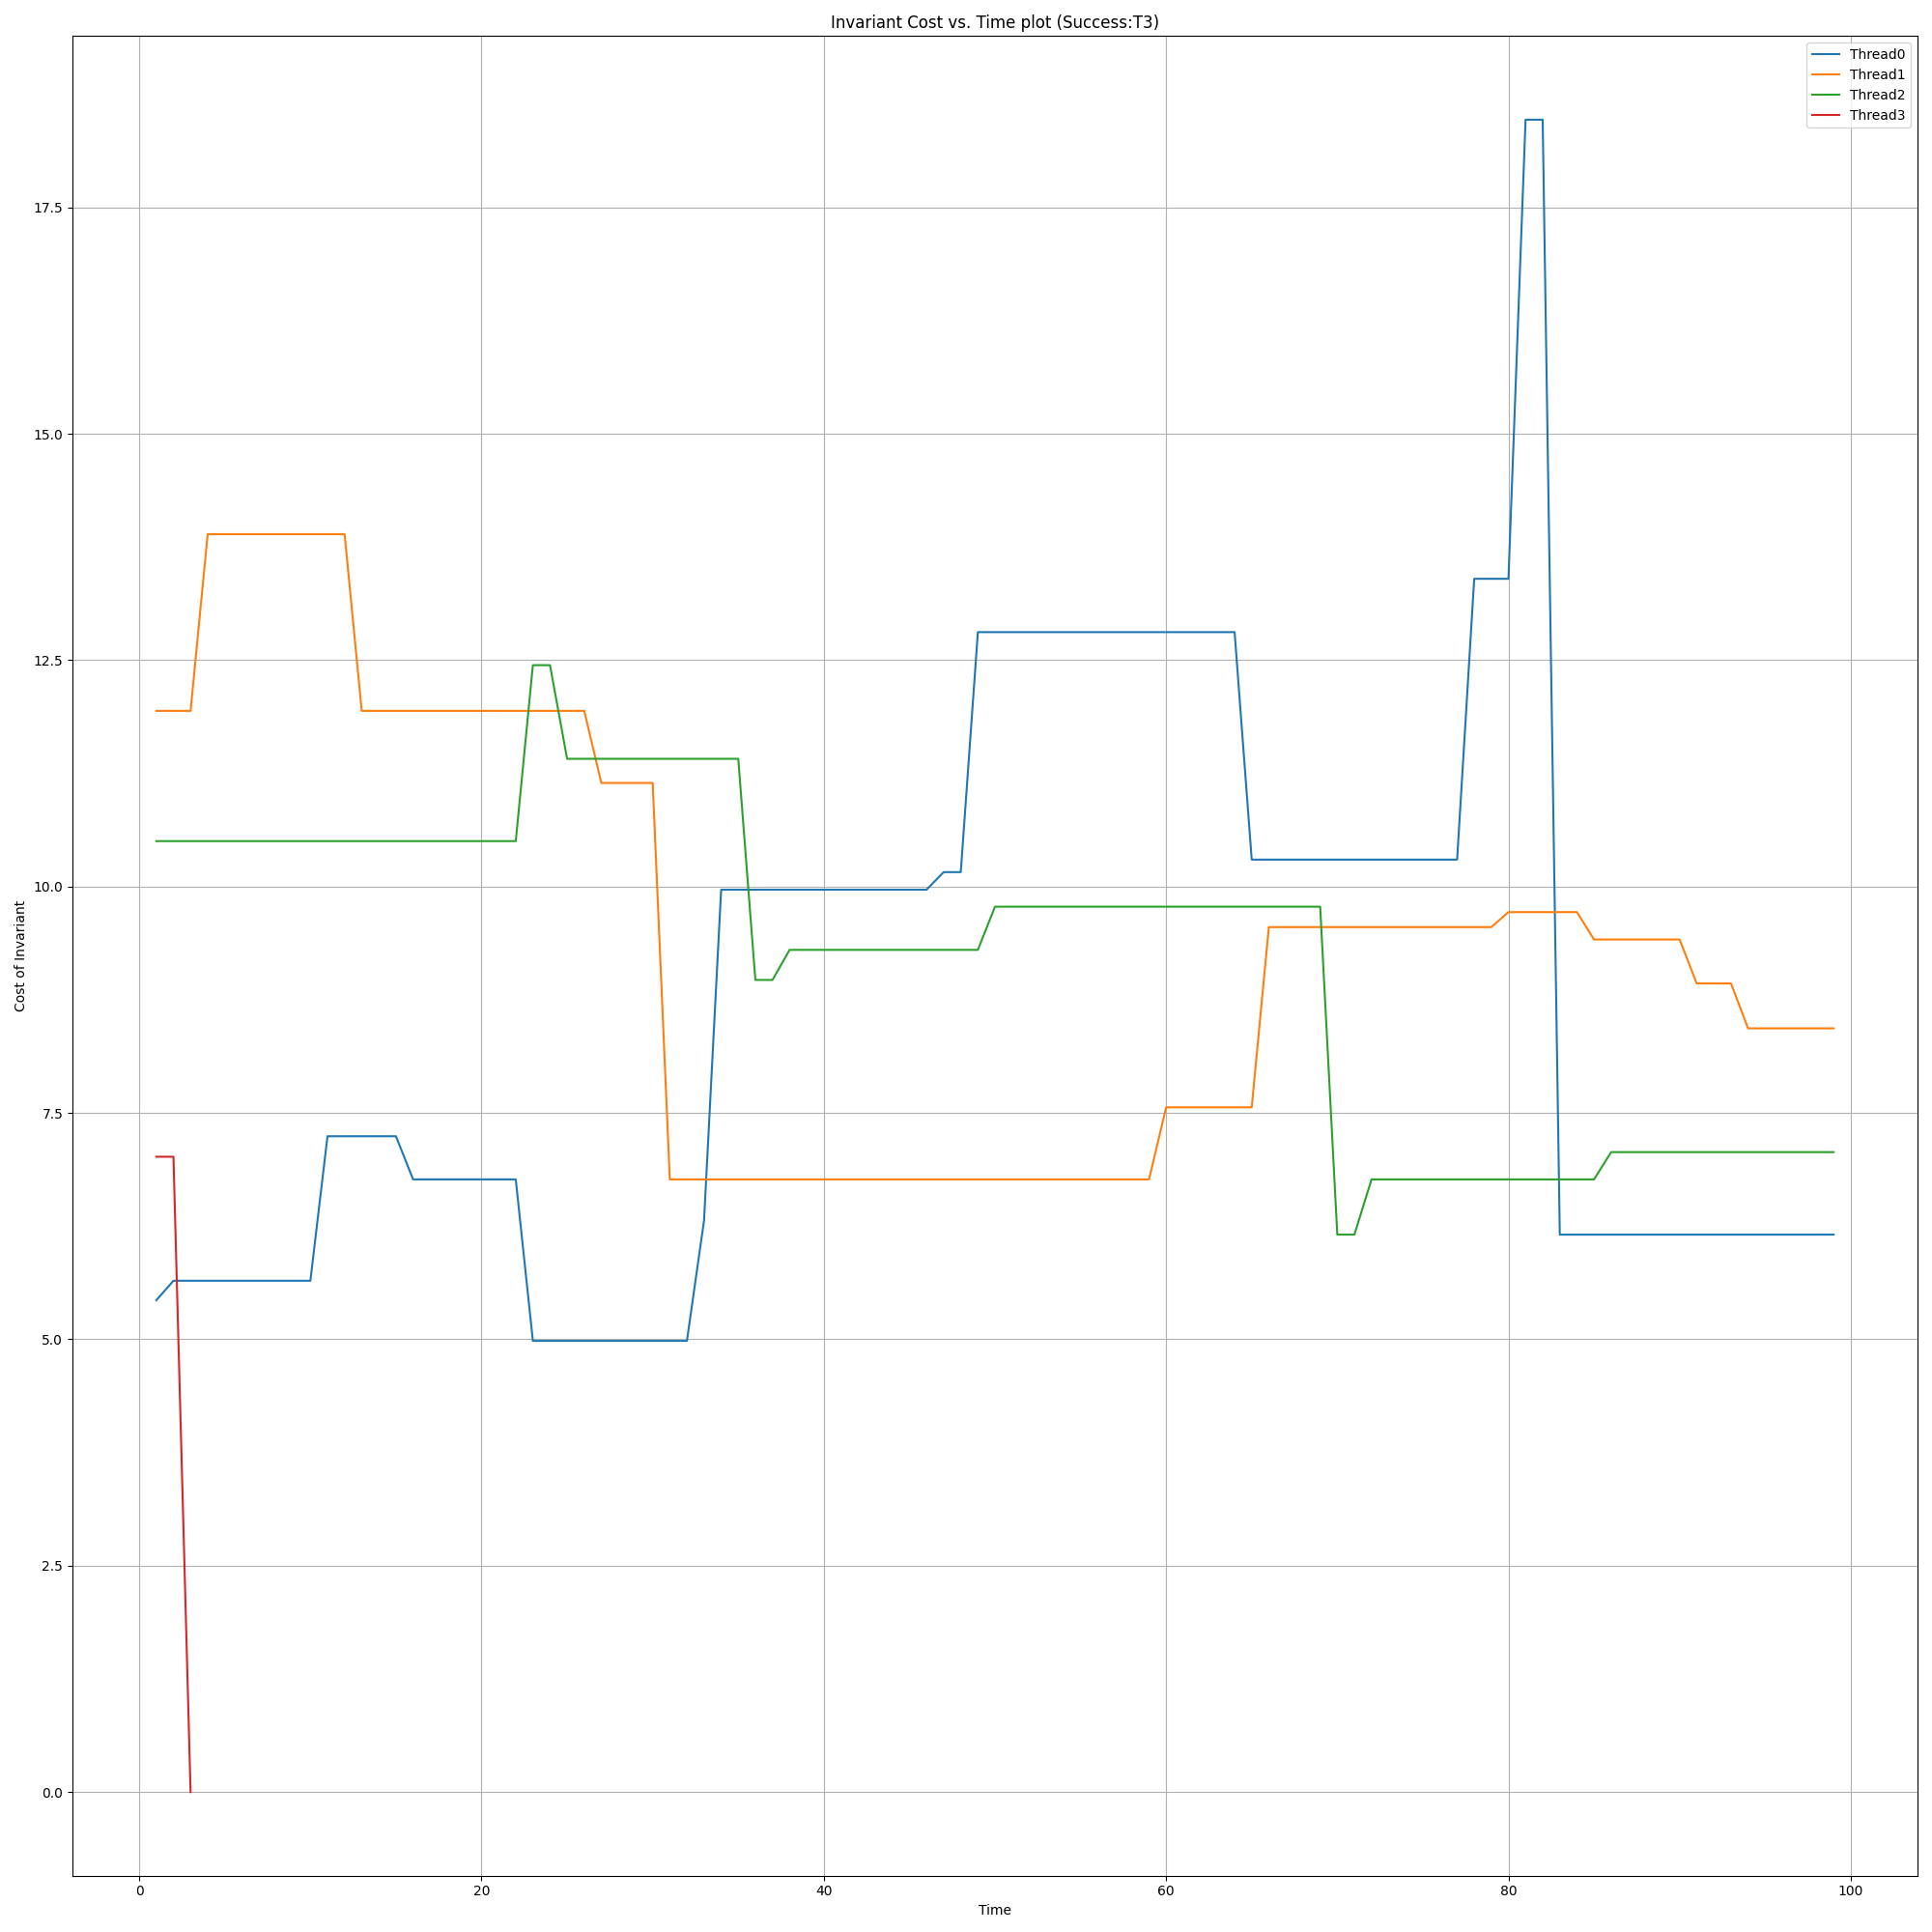 Invariant Cost vs. Time plot (Success:T3)
Thread0
Thread1
Thread2
Thread3
17.5
15.0
12.5
10.0
7.5
5.0
2.5
0.0
Cost of Invariant
0 20 40 60 80 100
Time